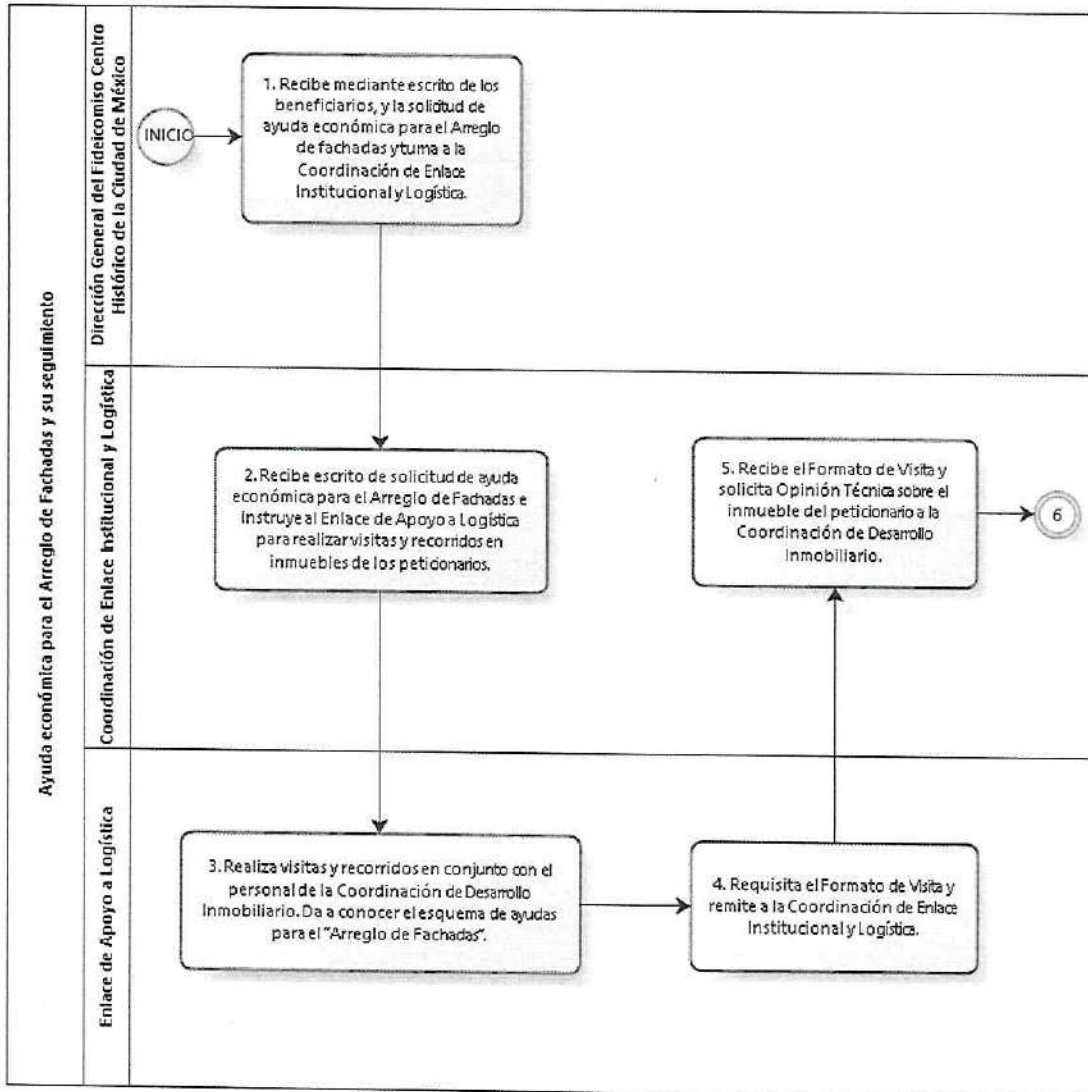 Ayuda económica para el Arreglo de Fachadas y su seguimiento
Dirección General del Fideicomiso Centro
Histórico de la Ciudad de México
INICIO
1. Recibe mediante escrito de los
beneficiarios, y la solicitud de
ayuda económica para el Arreglo
de fachadas y turna a la
Coordinación de Enlace
Institucional y Logística.
Coordinación de Enlace Institucional y Logística
2. Recibe escrito de solicitud de ayuda
económica para el Arreglo de Fachadas e
instruye al Enlace de Apoyo a Logística
para realizar visitas y recorridos en
inmuebles de los peticionarios.
5. Recibe el Formato de Visita y
solicita Opinión Técnica sobre el
inmueble del peticionario a la
Coordinación de Desarrollo
Inmobiliario.
6
Enlace de Apoyo a Logística
3. Realiza visitas y recorridos en conjunto con el
personal de la Coordinación de Desarrollo
Inmobiliario. Da a conocer el esquema de ayudas
para el "Arreglo de Fachadas".
4. Requisita el Formato de Visita y
remite a la Coordinación de Enlace
Institucional y Logística.